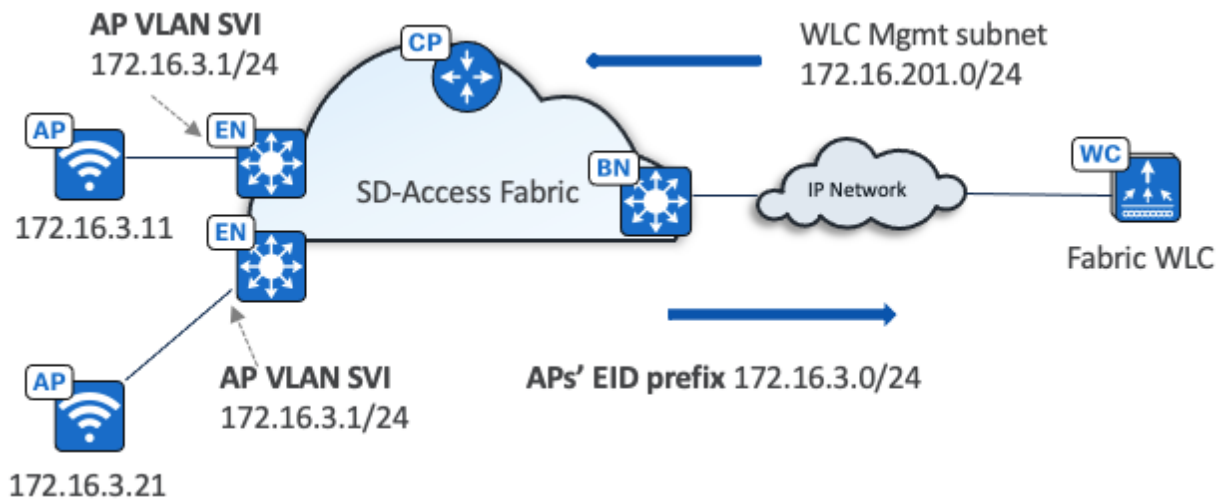 AP VLAN SVI
172.16.3.1/24
CP
WLC Mgmt subnet
172.16.201.0/24
AP
EN
172.16.3.11
SD-Access Fabric
BN
IP Network
WC
Fabric WLC
EN
AP
172.16.3.21
AP VLAN SVI
172.16.3.1/24
APs’ EID prefix 172.16.3.0/24